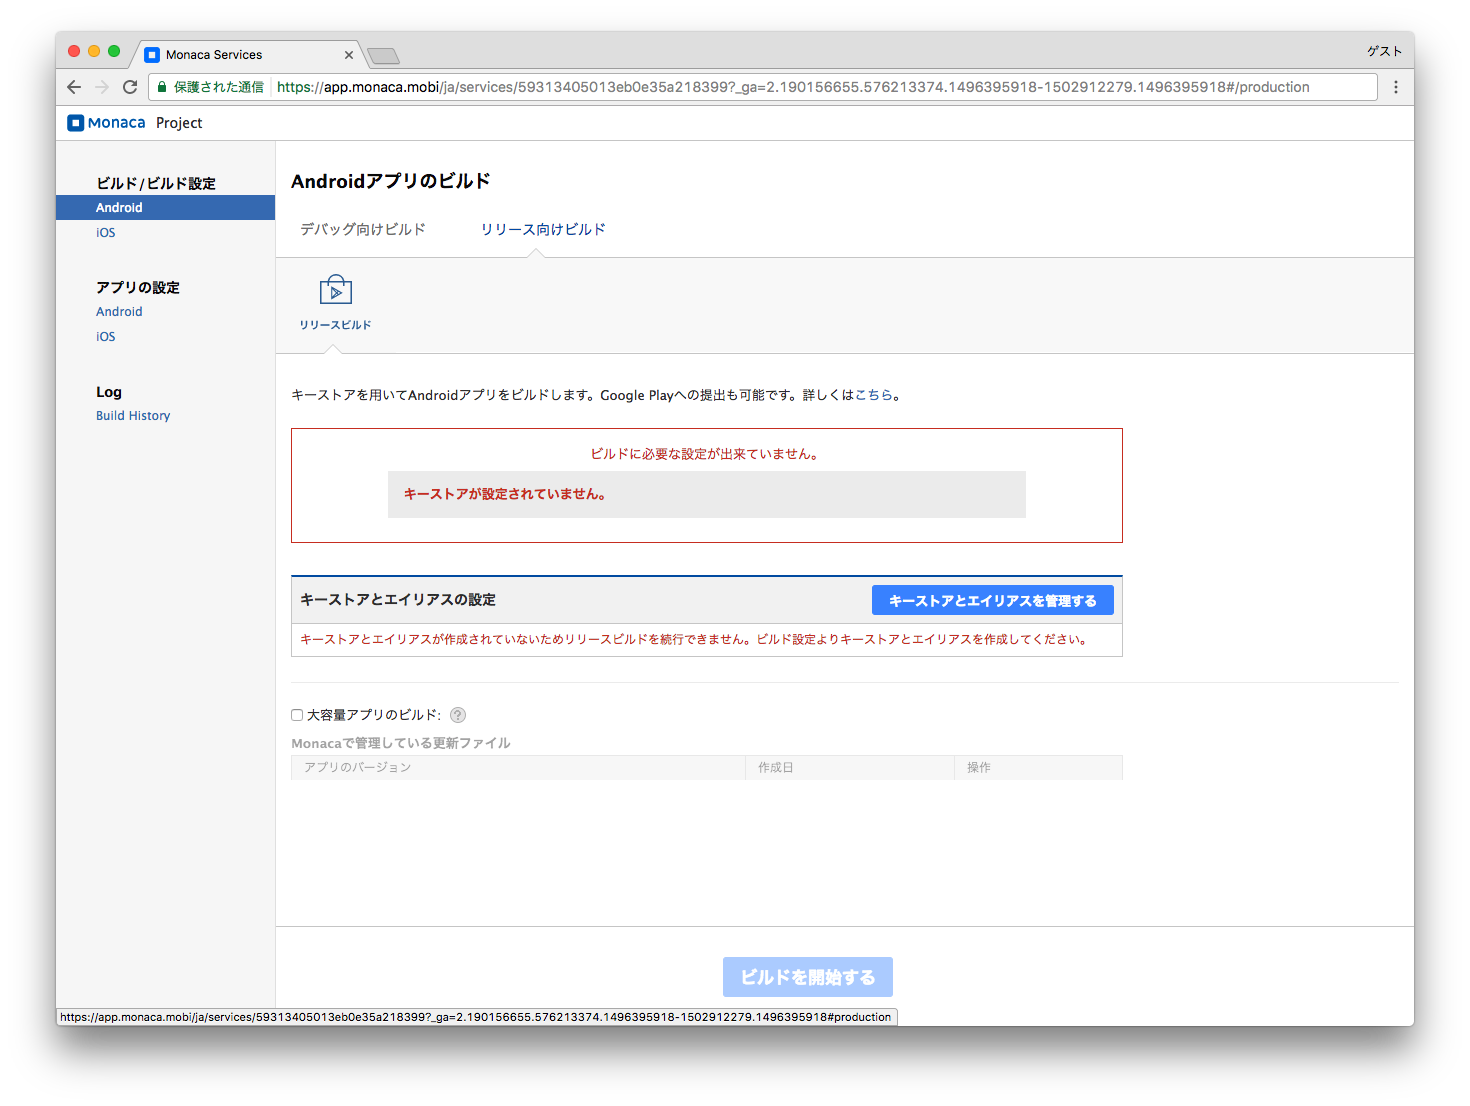 Monaca Services
ゲスト
保護された通信 https://app.monaca.mobi/ja/services/59313405013eb0e35a218399?_ga=2.190156655.576213374.1496395918-1502912279.1496395918#/production
Monaca Project
ビルド/ビルド設定
Android
iOS
アプリの設定
Android
iOS
Log
Build History
Androidアプリのビルド
デバッグ向けビルド リリース向けビルド
リリースビルド
キーストアを用いてAndroidアプリをビルドします。Google Playへの提出も可能です。詳しくはこちら。
ビルドに必要な設定が出来ていません。
キーストアが設定されていません。
キーストアとエイリアスの設定 キーストアとエイリアスを管理する
キーストアとエイリアスが作成されていないためリリースビルドを続行できません。ビルド設定よりキーストアとエイリアスを作成してください。
大容量アプリのビルド: ?
Monacaで管理している更新ファイル
アプリのバージョン 作成日 操作
ビルドを開始する
https://app.monaca.mobi/ja/services/59313405013eb0e35a218399?_ga=2.190156655.576213374.1496395918-1502912279.1496395918#production